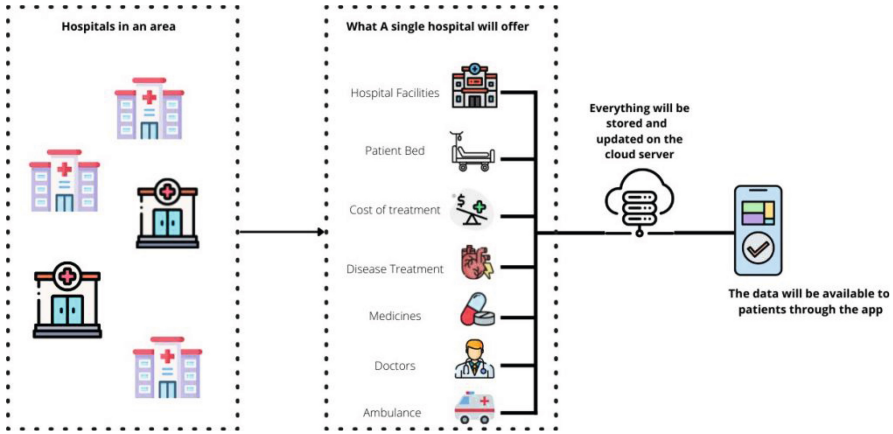 Hospitals in an area
What A single hospital will offer
Hospital Facilities
Patient Bed
Cost of treatment
Disease Treatment
Medicines
Doctors
Ambulance
Everything will be
stored and
updated on the
cloud server
The data will be available to
patients through the app